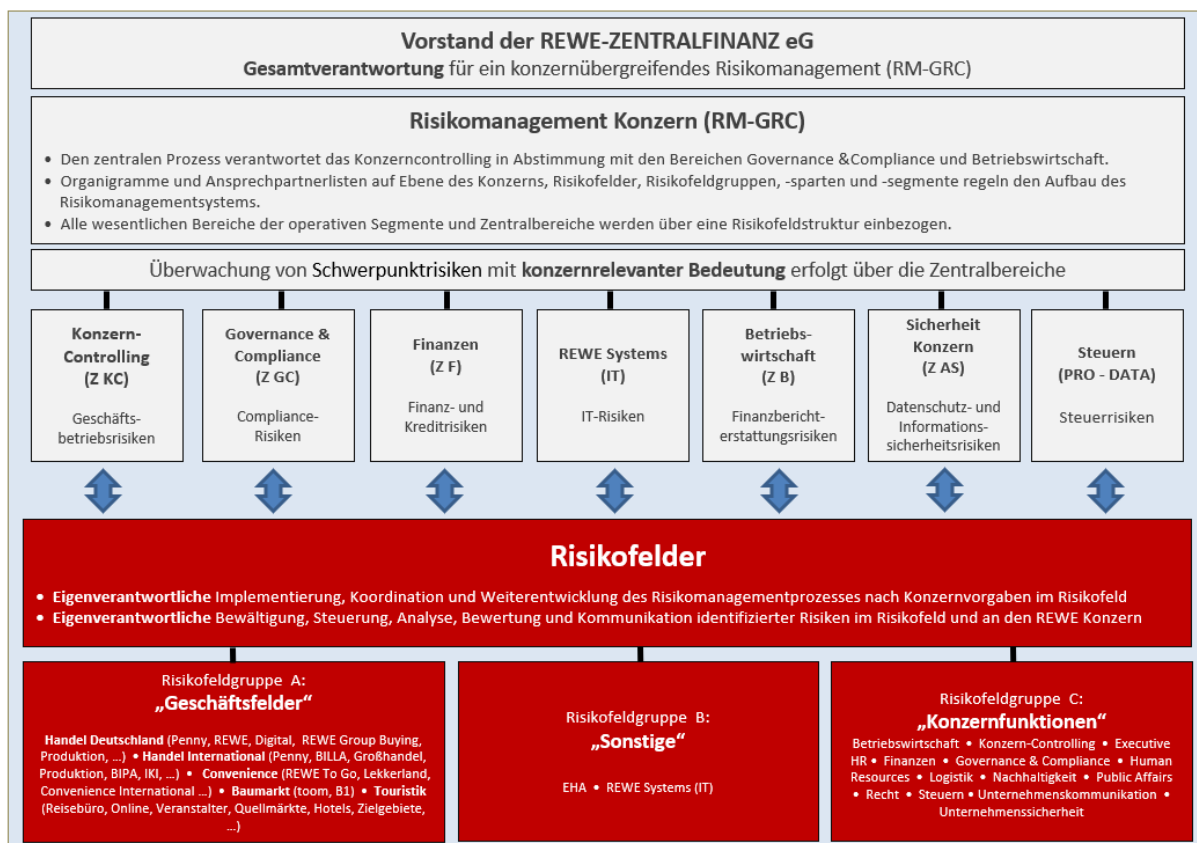 Vorstand der REWE-ZENTRALFINANZ eG
Gesamtverantwortung für ein konzernübergreifendes Risikomanagement (RM-GRC)
Risikomanagement Konzern (RM-GRC)
• Den zentralen Prozess verantwortet das Konzerncontrolling in Abstimmung mit den Bereichen Governance &Compliance und Betriebswirtschaft.
• Organigramme und Ansprechpartnerlisten auf Ebene des Konzerns, Risikofelder, Risikofeldgruppen, -sparten und -segmente regeln den Aufbau des
Risikomanagementsystems.
• Alle wesentlichen Bereiche der operativen Segmente und Zentralbereiche werden über eine Risikofeldstruktur einbezogen.
Überwachung von Schwerpunktrisiken mit konzernrelevanter Bedeutung erfolgt über die Zentralbereiche
Konzern-
Controlling
(Z KC)
Geschäfts-
betriebsrisiken
Governance &
Compliance
(Z GC)
Compliance-
Risiken
Finanzen
(Z F)
Finanz- und
Kreditrisiken
REWE Systems
(IT)
IT-Risiken
Betriebs-
wirtschaft
(Z B)
Finanzbericht-
erstattungsrisiken
Sicherheit
Konzern
(Z AS)
Datenschutz- und
Informations-
sicherheitsrisiken
Steuern
(PRO - DATA)
Steuerrisiken
Risikofelder
• Eigenverantwortliche Implementierung, Koordination und Weiterentwicklung des Risikomanagementprozesses nach Konzernvorgaben im Risikofeld
• Eigenverantwortliche Bewältigung, Steuerung, Analyse, Bewertung und Kommunikation identifizierter Risiken im Risikofeld und an den REWE Konzern
Risikofeldgruppe A:
„Geschäftsfelder“
Handel Deutschland (Penny, REWE, Digital, REWE Group Buying,
Produktion, ...) • Handel International (Penny, BILLA, Großhandel,
Produktion, BIPA, IKI, ...) • Convenience (REWE To Go, Lekkerland,
Convenience International ...) • Baumarkt (toom, B1) • Touristik
(Reisebüro, Online, Veranstalter, Quellmärkte, Hotels, Zielgebiete,
...)
Risikofeldgruppe B:
„Sonstige“
EHA • REWE Systems (IT)
Risikofeldgruppe C:
„Konzernfunktionen“
Betriebswirtschaft • Konzern-Controlling • Executive
HR • Finanzen • Governance & Compliance • Human
Resources • Logistik • Nachhaltigkeit • Public Affairs
• Recht • Steuern • Unternehmenskommunikation •
Unternehmenssicherheit